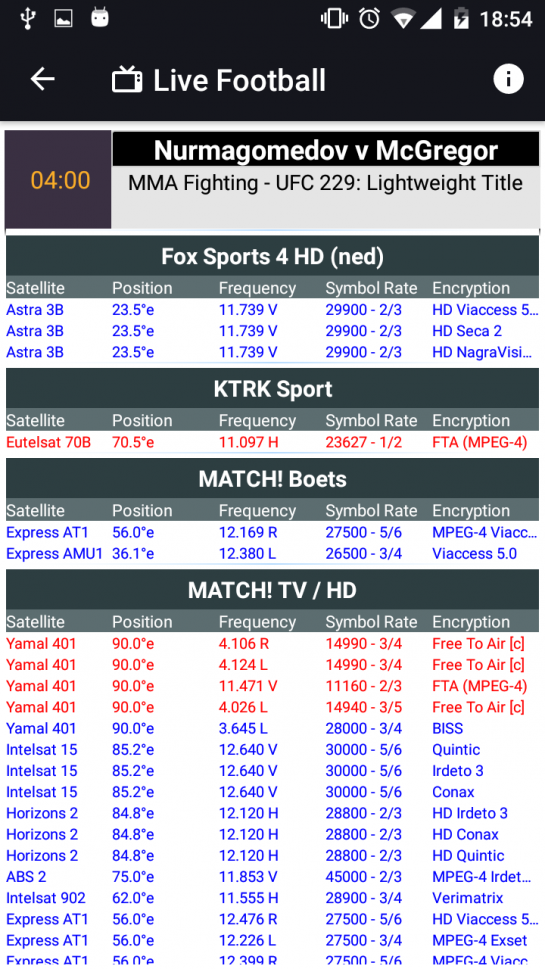 18:54
Live Football
04:00
Nurmagomedov v McGregor
MMA Fighting - UFC 229: Lightweight Title
Fox Sports 4 HD (ned)
Satellite Position Frequency Symbol Rate Encryption
Astra 3B 23.5°e 11.739 V 29900 - 2/3 HD Viaccess 5...
Astra 3B 23.5°e 11.739 V 29900 - 2/3 HD Seca 2
Astra 3B 23.5°e 11.739 V 29900 - 2/3 HD NagraVisi...
KTRK Sport
Satellite Position Frequency Symbol Rate Encryption
Eutelsat 70B 70.5°e 11.097 H 23627 - 1/2 FTA (MPEG-4)
MATCH! Boets
Satellite Position Frequency Symbol Rate Encryption
Express AT1 56.0°e 12.169 R 27500 - 5/6 MPEG-4 Viacc...
Express AMU1 36.1°e 12.380 L 26500 - 3/4 Viaccess 5.0
MATCH! TV / HD
Satellite Position Frequency Symbol Rate Encryption
Yamal 401 90.0°e 4.106 R 14990 - 3/4 Free To Air [c]
Yamal 401 90.0°e 4.124 L 14990 - 3/4 Free To Air [c]
Yamal 401 90.0°e 11.471 V 11160 - 2/3 FTA (MPEG-4)
Yamal 401 90.0°e 4.026 L 14940 - 3/5 Free To Air [c]
Yamal 401 90.0°e 3.645 L 28000 - 3/4 BISS
Intelsat 15 85.2°e 12.640 V 30000 - 5/6 Quintic
Intelsat 15 85.2°e 12.640 V 30000 - 5/6 Irdeto 3
Intelsat 15 85.2°e 12.640 V 30000 - 5/6 Conax
Horizons 2 84.8°e 12.120 H 28800 - 2/3 HD Irdeto 3
Horizons 2 84.8°e 12.120 H 28800 - 2/3 HD Conax
Horizons 2 84.8°e 12.120 H 28800 - 2/3 HD Quintic
ABS 2 75.0°e 11.853 V 45000 - 2/3 MPEG-4 Irdet...
Intelsat 902 62.0°e 11.555 H 28900 - 3/4 Verimatrix
Express AT1 56.0°e 12.476 R 27500 - 5/6 HD Viaccess 5...
Express AT1 56.0°e 12.226 L 27500 - 3/4 MPEG-4 Exset
Express AT1 56.0°e 12.399 R 27500 - 5/6 MPEG-4 Viacc...